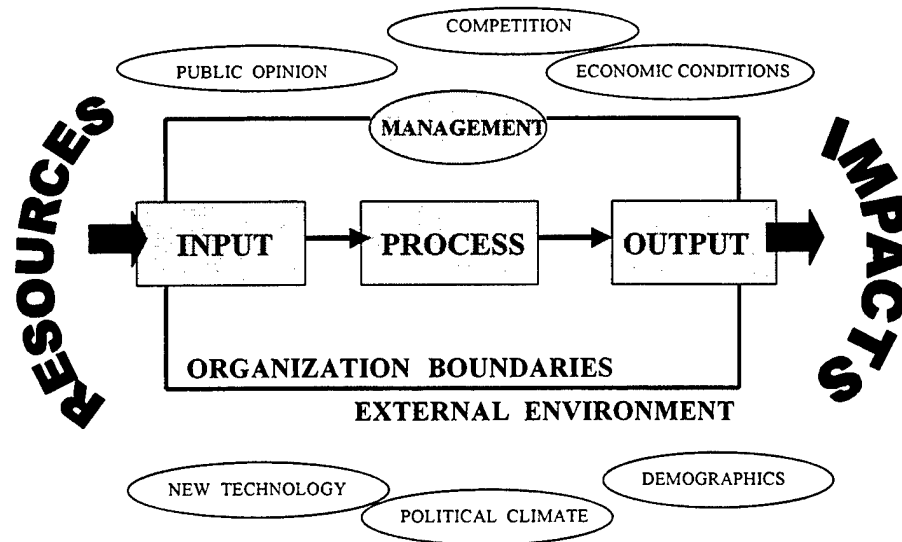 COMPETITION
PUBLIC OPINION
ECONOMIC CONDITIONS
MANAGEMENT
RESOURCES
IMPACTS
INPUT
PROCESS
OUTPUT
ORGANIZATION BOUNDARIES
EXTERNAL ENVIRONMENT
NEW TECHNOLOGY
POLITICAL CLIMATE
DEMOGRAPHICS